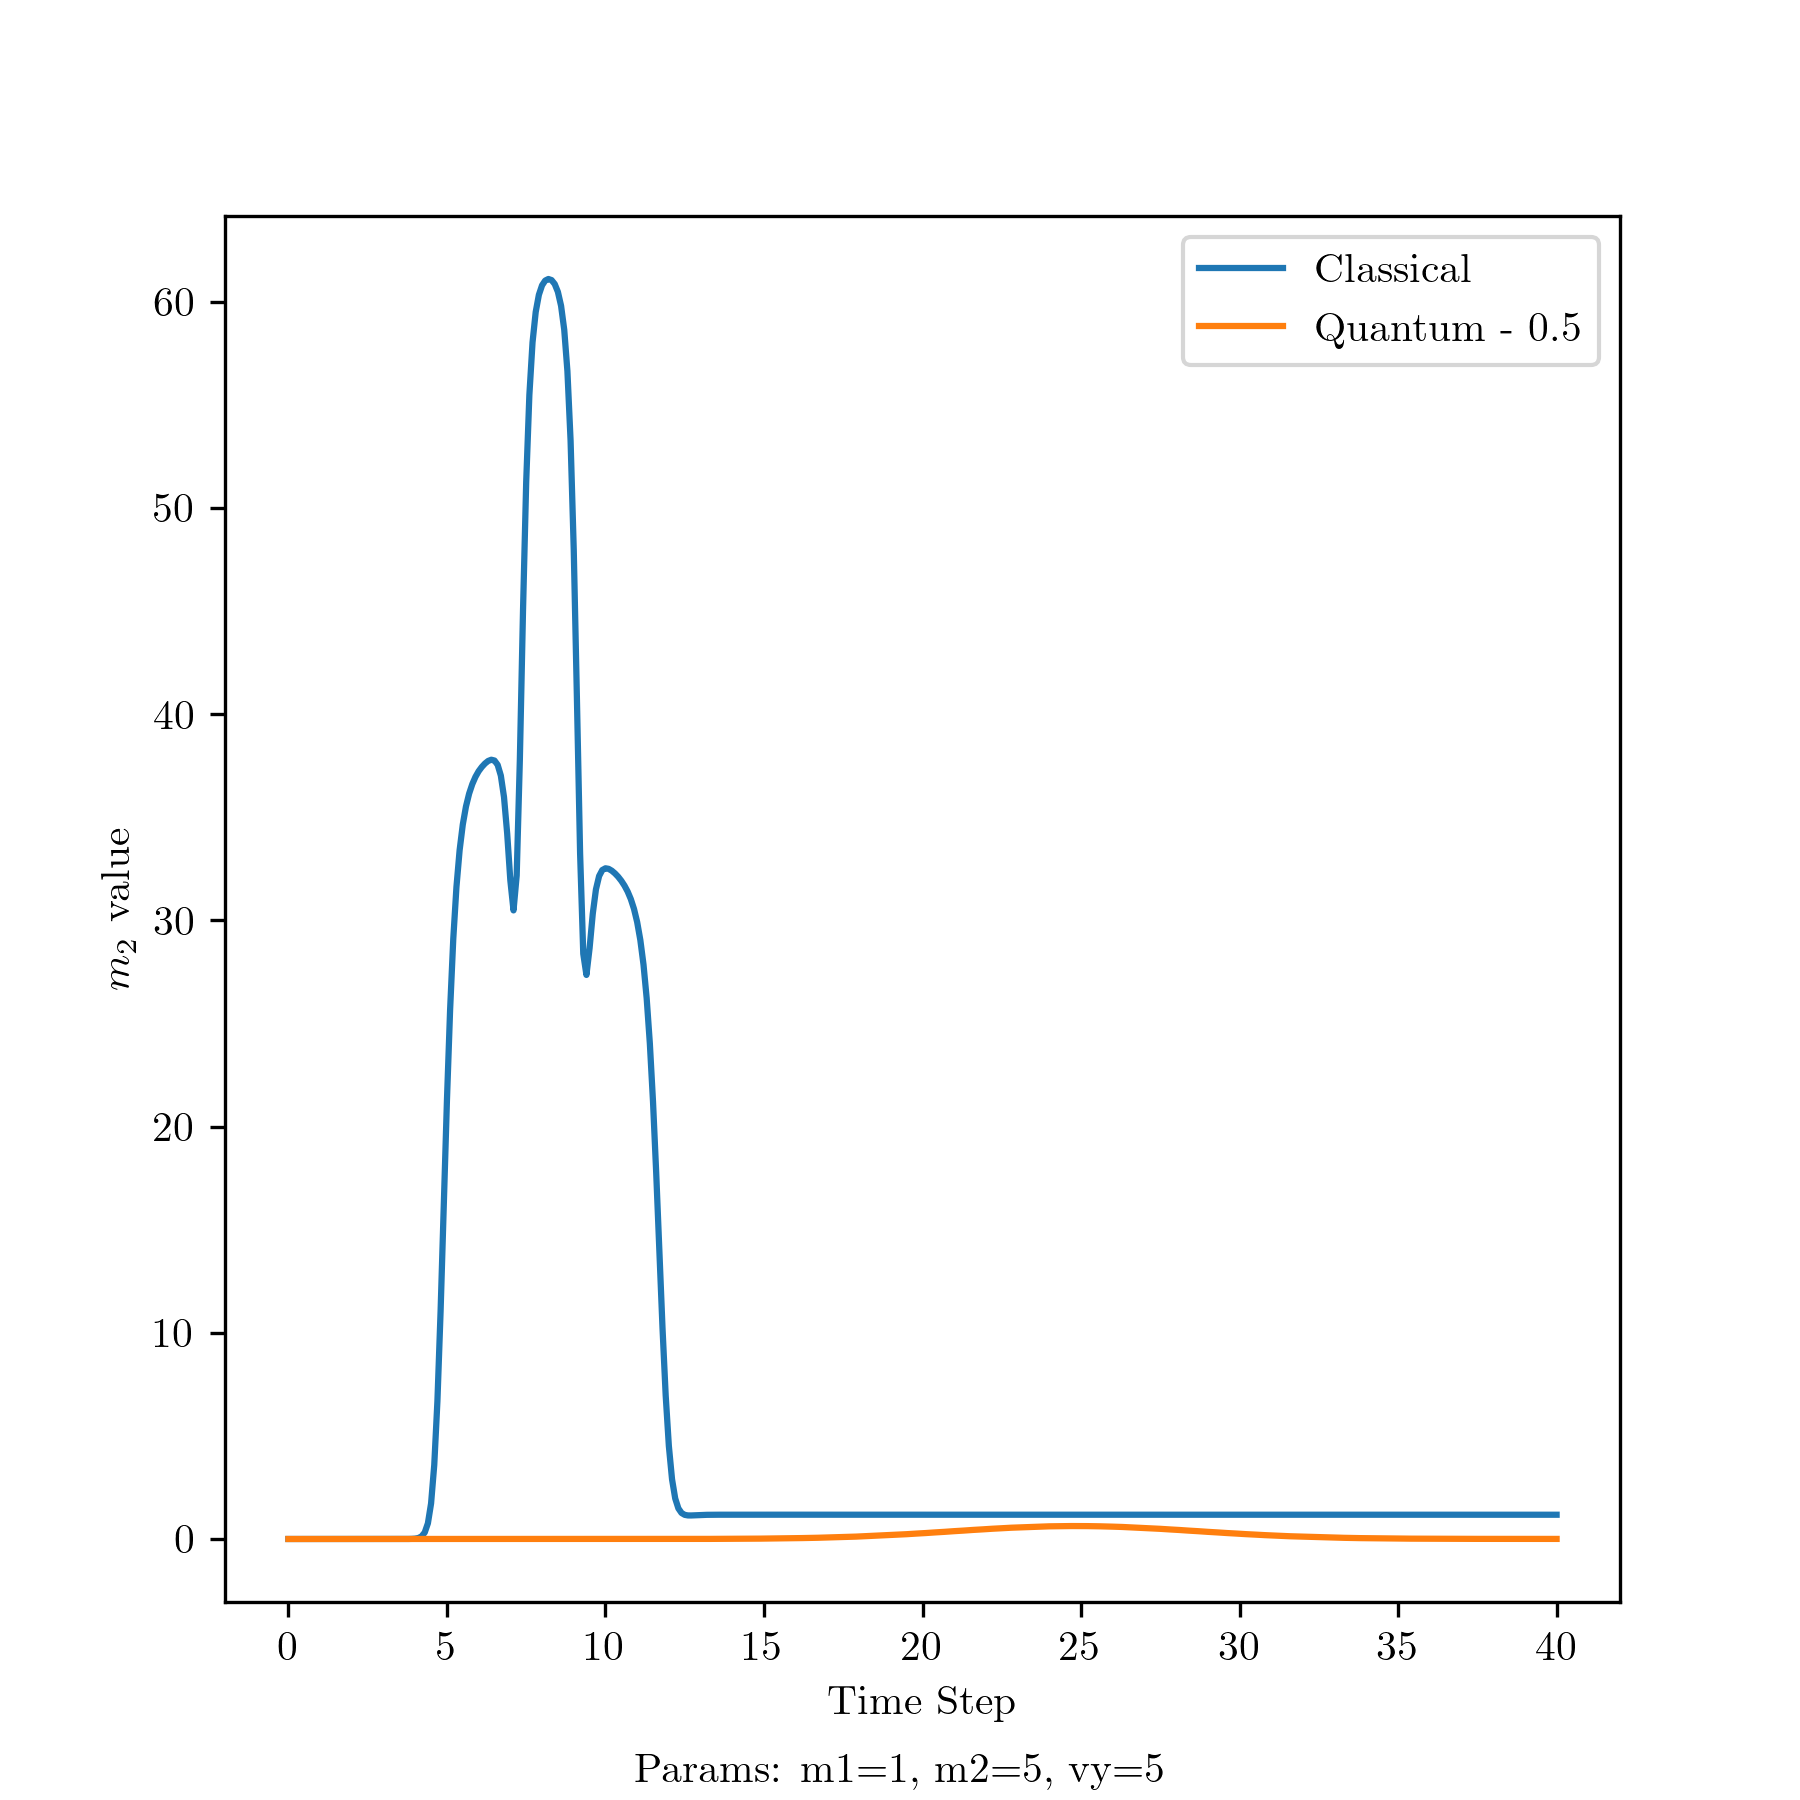 Classical
Quantum - 0.5
60
50
40
30
20
10
0
m₂ value
0 5 10 15 20 25 30 35 40
Time Step
Params: m1=1, m2=5, vy=5